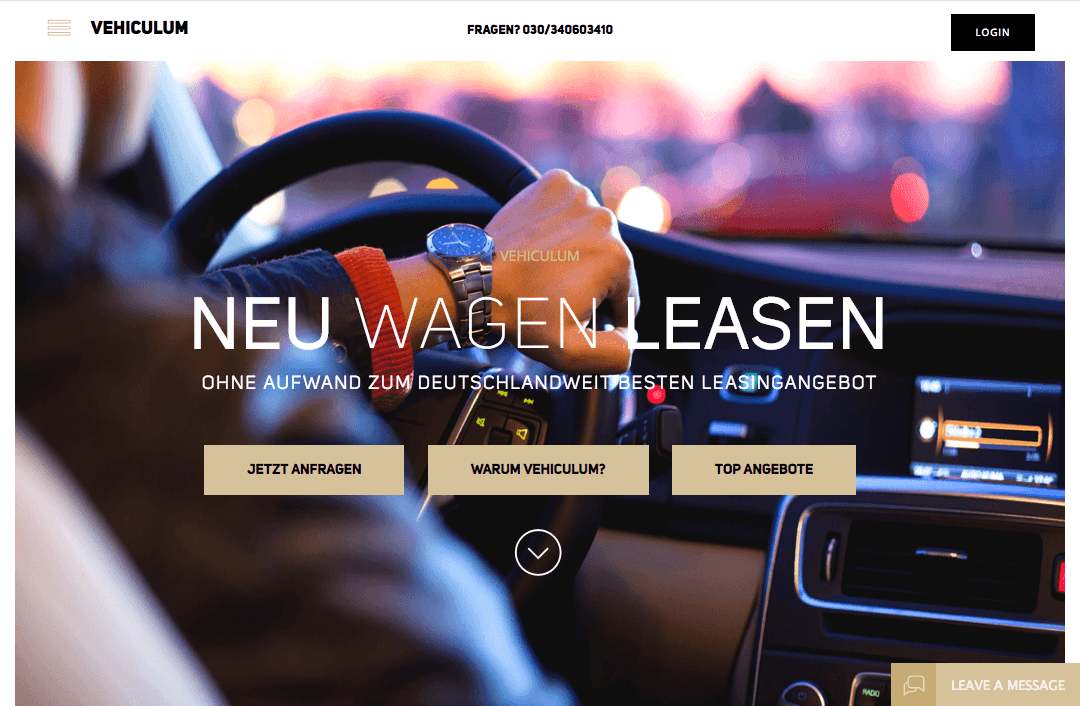 VEHICULUM
FRAGEN? 030/340603410
LOGIN
VEHICULUM
NEU WAGEN LEASEN
OHNE AUFWAND ZUM DEUTSCHLANDWEIT BESTEN LEASINGANGEBOT
JETZT ANFRAGEN
WARUM VEHICULUM?
TOP ANGEBOTE
RADIO
LEAVE A MESSAGE